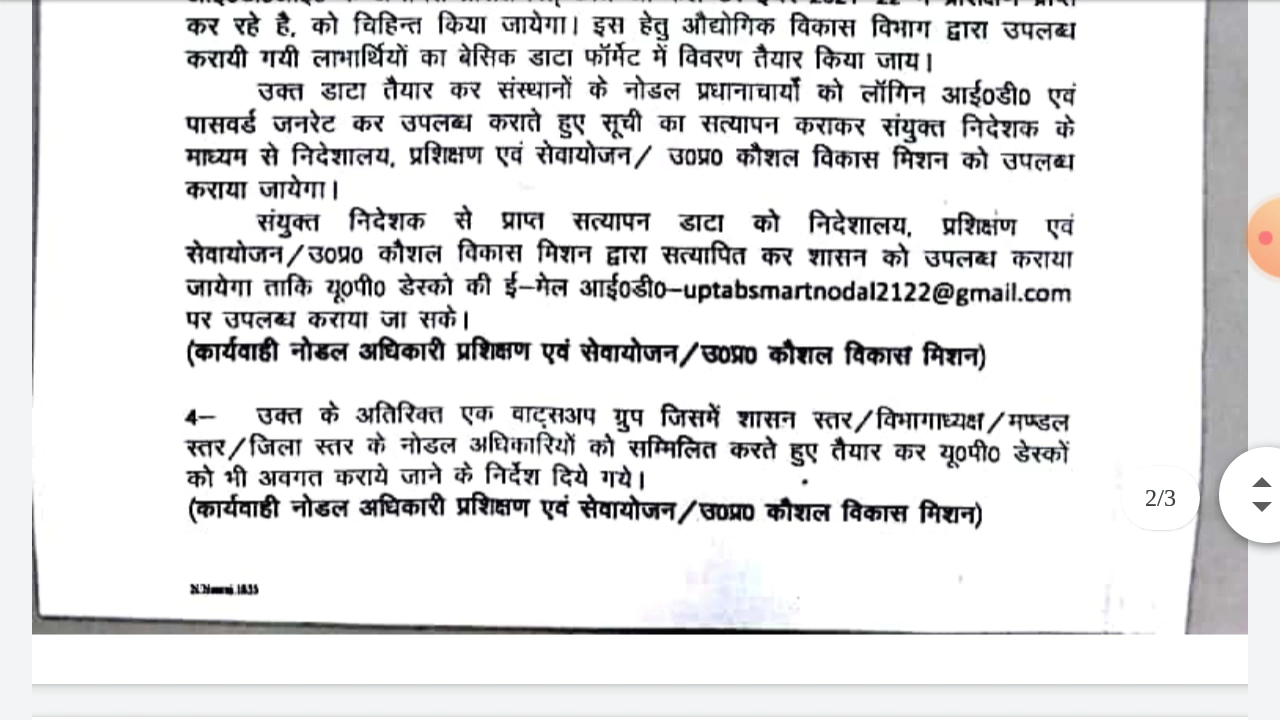 कर रहे है, को चिहिन्त किया जायेगा। इस हेतु औद्योगिक विकास विभाग द्वारा उपलब्ध
करायी गयी लाभार्थियों का बेसिक डाटा फॉर्मेट में विवरण तैयार किया जाय।
उक्त डाटा तैयार कर संस्थानों के नोडल प्रधानाचार्यों को लॉगिन आई0डी0 एवं
पासवर्ड जनरेट कर उपलब्ध कराते हुए सूची का सत्यापन कराकर संयुक्त निदेशक के
माध्यम से निदेशालय, प्रशिक्षण एवं सेवायोजन/ उ0प्र0 कौशल विकास मिशन को उपलब्ध
कराया जायेगा।
संयुक्त निदेशक से प्राप्त सत्यापन डाटा को निदेशालय, प्रशिक्षण एवं
सेवायोजन/उ0प्र0 कौशल विकास मिशन द्वारा सत्यापित कर शासन को उपलब्ध कराया
जायेगा ताकि यू0पी0 डेस्को की ई–मेल आई0डी0–uptabsmartnodal2122@gmail.com
पर उपलब्ध कराया जा सके।
(कार्यवाही नोडल अधिकारी प्रशिक्षण एवं सेवायोजन/उ0प्र0 कौशल विकास मिशन)
4– उक्त के अतिरिक्त एक वाट्सअप ग्रुप जिसमें शासन स्तर/विभागाध्यक्ष/मण्डल
स्तर/जिला स्तर के नोडल अधिकारियों को सम्मिलित करते हुए तैयार कर यू0पी0 डेस्कों
को भी अवगत कराये जाने के निर्देश दिये गये।
(कार्यवाही नोडल अधिकारी प्रशिक्षण एवं सेवायोजन/उ0प्र0 कौशल विकास मिशन)
2/3